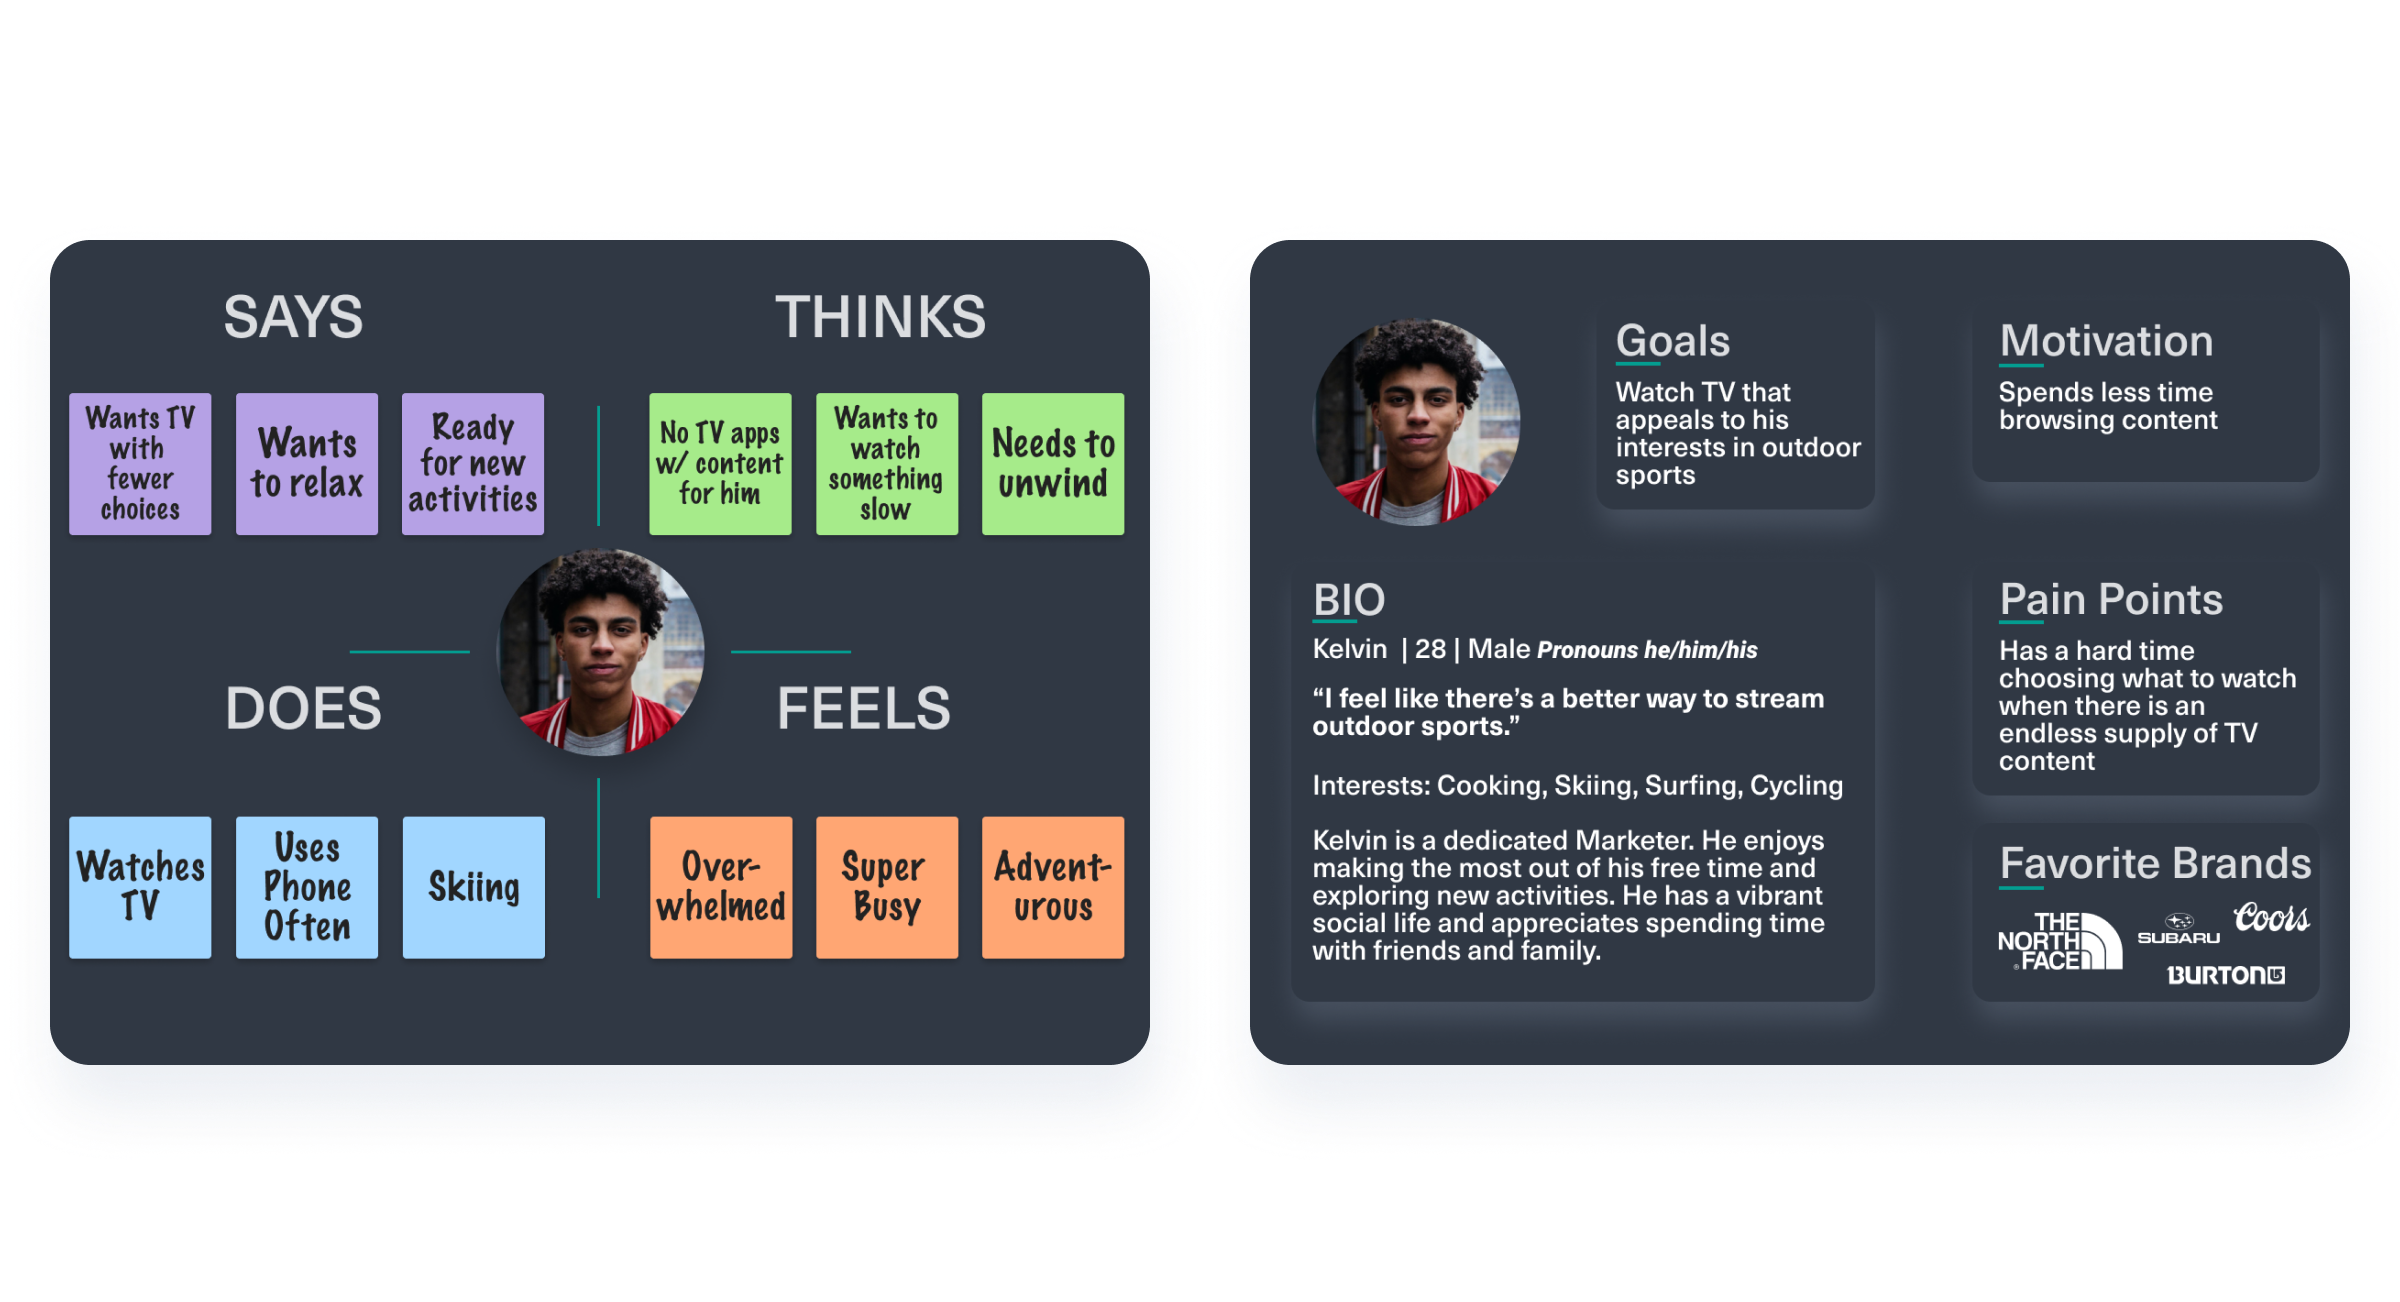 SAYS
THINKS
Wants TV
with
fewer
choices
Wants
to relax
Ready
for new
activities
No TV apps
w/ content
for him
Wants to
watch
something
slow
Needs to
unwind
DOES
FEELS
Watches
TV
Uses
Phone
Often
Skiing
Over-
whelmed
Super
Busy
Advent-
urous
Goals
Watch TV that
appeals to his
interests in outdoor
sports
Motivation
Spends less time
browsing content
BIO
Kelvin | 28 | Male Pronouns he/him/his
“I feel like there’s a better way to stream
outdoor sports.”
Interests: Cooking, Skiing, Surfing, Cycling
Kelvin is a dedicated Marketer. He enjoys
making the most out of his free time and
exploring new activities. He has a vibrant
social life and appreciates spending time
with friends and family.
Pain Points
Has a hard time
choosing what to watch
when there is an
endless supply of TV
content
Favorite Brands
THE
NORTH
FACE
®
SUBARU
Coors
BURTON